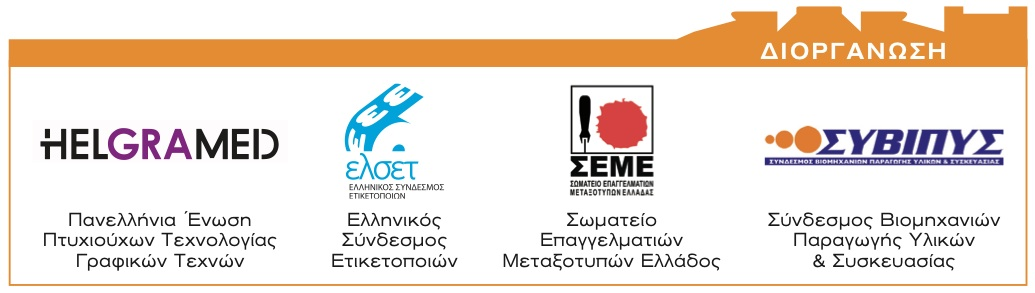 ΔΙΟΡΓΑΝΩΣΗ
HELGRAMED
Πανελλήνια Ένωση
Πτυχιούχων Τεχνολογίας
Γραφικών Τεχνών
ελσετ
ΕΛΛΗΝΙΚΟΣ ΣΥΝΔΕΣΜΟΣ
ΕΤΙΚΕΤΟΠΟΙΩΝ
Ελληνικός
Σύνδεσμος
Ετικετοποιών
ΣΕΜΕ
ΣΩΜΑΤΕΙΟ ΕΠΑΓΓΕΛΜΑΤΙΩΝ
ΜΕΤΑΞΟΤΥΠΩΝ ΕΛΛΑΔΑΣ
Σωματείο
Επαγγελματιών
Μεταξοτυπών Ελλάδος
ΣΥΒΙΠΥΣ
ΣΥΝΔΕΣΜΟΣ ΒΙΟΜΗΧΑΝΙΩΝ ΠΑΡΑΓΩΓΗΣ ΥΛΙΚΩΝ & ΣΥΣΚΕΥΑΣΙΑΣ
Σύνδεσμος Βιομηχανιών
Παραγωγής Υλικών
& Συσκευασίας